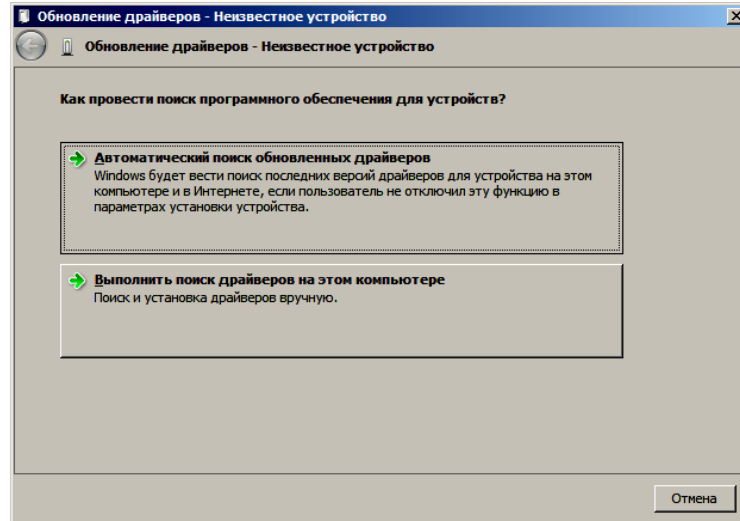 Обновление драйверов - Неизвестное устройство
Обновление драйверов - Неизвестное устройство
Как провести поиск программного обеспечения для устройств?
Автоматический поиск обновленных драйверов
Windows будет вести поиск последних версий драйверов для устройства на этом
компьютере и в Интернете, если пользователь не отключил эту функцию в
параметрах установки устройства.
Выполнить поиск драйверов на этом компьютере
Поиск и установка драйверов вручную.
Отмена